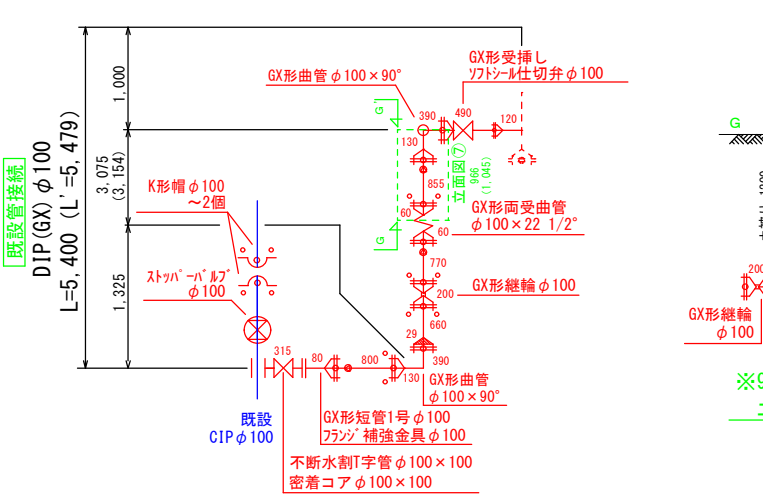 既設管接続
DIP(GX)φ100
L=5,400 (L'=5,479)
1,000
3,075
(3,154)
1,325
GX形曲管φ100×90°
GX形受挿し
ソフトシール仕切弁φ100
G'
390
490
120
130
立面図⑦
966
(1,045)
855
60
G
60
GX形両受曲管
φ100×22 1/2°
770
200
GX形継輪φ100
660
29
390
130
GX形曲管
φ100×90°
K形帽φ100
～2個
ストッパーバルブ
φ100
315
80
800
既設
CIPφ100
GX形短管1号φ100
フランジ補強金具φ100
不断水割T字管φ100×100
密着コアφ100×100
G
200
GX形継輪
φ100